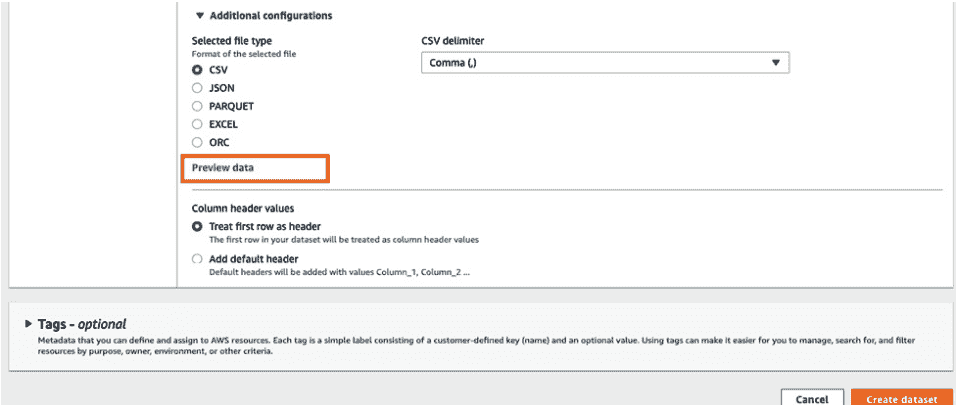 Additional configurations
Selected file type
Format of the selected file
CSV
JSON
PARQUET
EXCEL
ORC
CSV delimiter
Comma (,)
Preview data
Column header values
Treat first row as header
The first row in your dataset will be treated as column header values
Add default header
Default headers will be added with values Column_1, Column_2 ...
Tags - optional
Metadata that you can define and assign to AWS resources. Each tag is a simple label consisting of a customer-defined key (name) and an optional value. Using tags can make it easier for you to manage, search for, and filter
resources by purpose, owner, environment, or other criteria.
Cancel
Create dataset